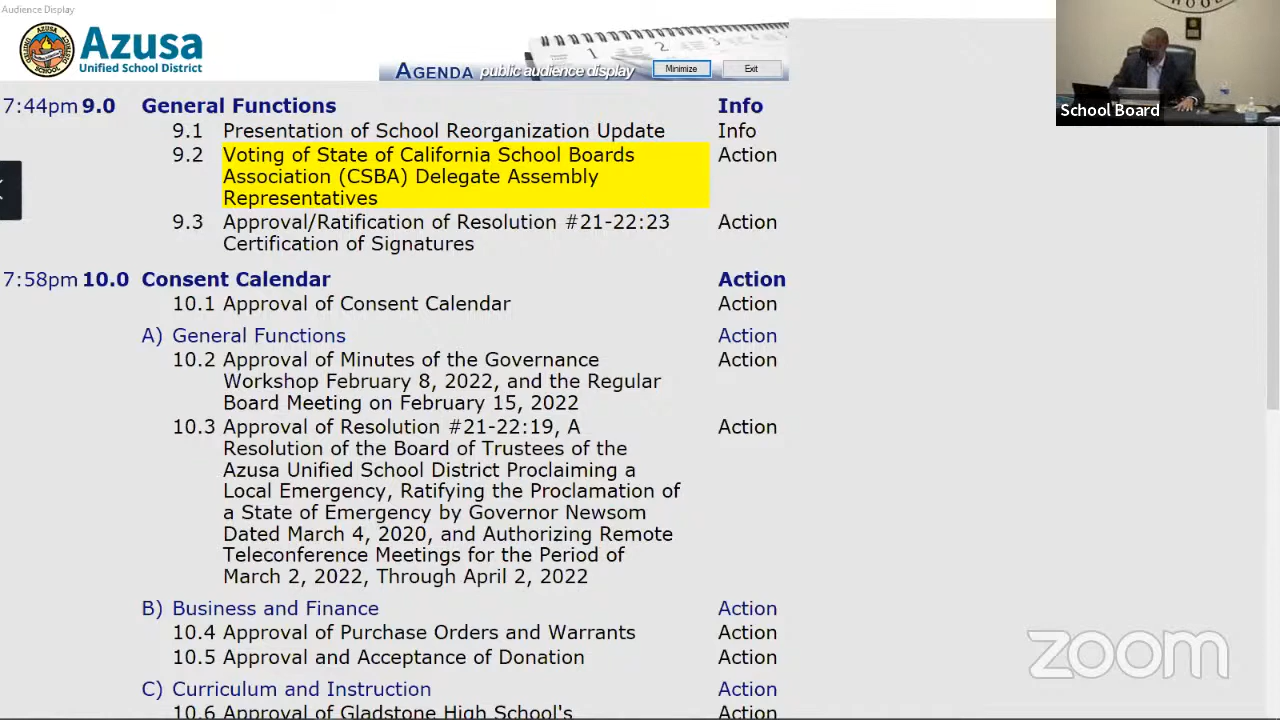 Audience Display
Azusa
Unified School District
AGENDA public audience display
Minimize
Exit
School Board
7:44pm 9.0 General Functions Info
9.1 Presentation of School Reorganization Update Info
9.2 Voting of State of California School Boards Action
Association (CSBA) Delegate Assembly
Representatives
9.3 Approval/Ratification of Resolution #21-22:23 Action
Certification of Signatures
7:58pm 10.0 Consent Calendar Action
10.1 Approval of Consent Calendar Action
A) General Functions Action
10.2 Approval of Minutes of the Governance Action
Workshop February 8, 2022, and the Regular
Board Meeting on February 15, 2022
10.3 Approval of Resolution #21-22:19, A Action
Resolution of the Board of Trustees of the
Azusa Unified School District Proclaiming a
Local Emergency, Ratifying the Proclamation of
a State of Emergency by Governor Newsom
Dated March 4, 2020, and Authorizing Remote
Teleconference Meetings for the Period of
March 2, 2022, Through April 2, 2022
B) Business and Finance Action
10.4 Approval of Purchase Orders and Warrants Action
10.5 Approval and Acceptance of Donation Action
C) Curriculum and Instruction Action
10.6 Approval of Gladstone High School's Action
zoom